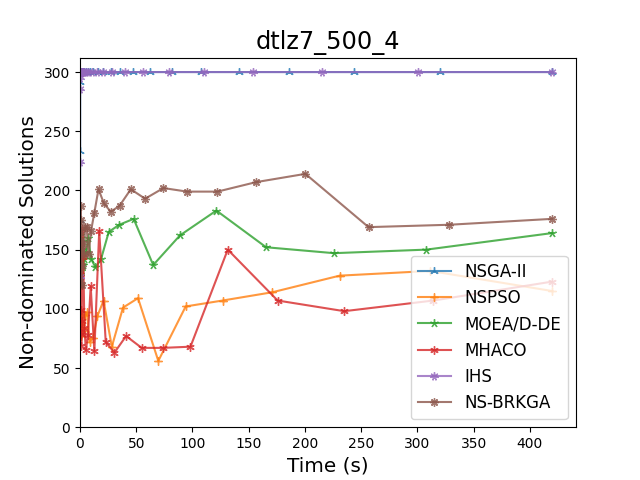 dtlz7_500_4
Non-dominated Solutions
300
250
200
150
100
50
0
0 50 100 150 200 250 300 350 400
Time (s)
NSGA-II
NSPSO
MOEA/D-DE
MHACO
IHS
NS-BRKGA